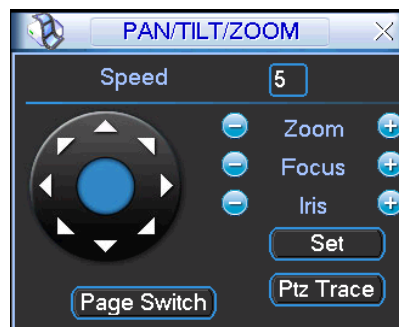 PAN/TILT/ZOOM
Speed 5
Zoom
Focus
Iris
Set
Page Switch
Ptz Trace